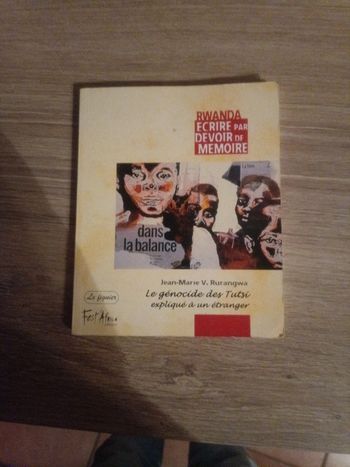 RWANDA
ECRIRE PAR
DEVOIR DE
MEMOIRE
dans
la balance
Jean-Marie V. Rurangwa
Le génocide des Tutsi
expliqué à un étranger
Le figuier
Fest'Africa